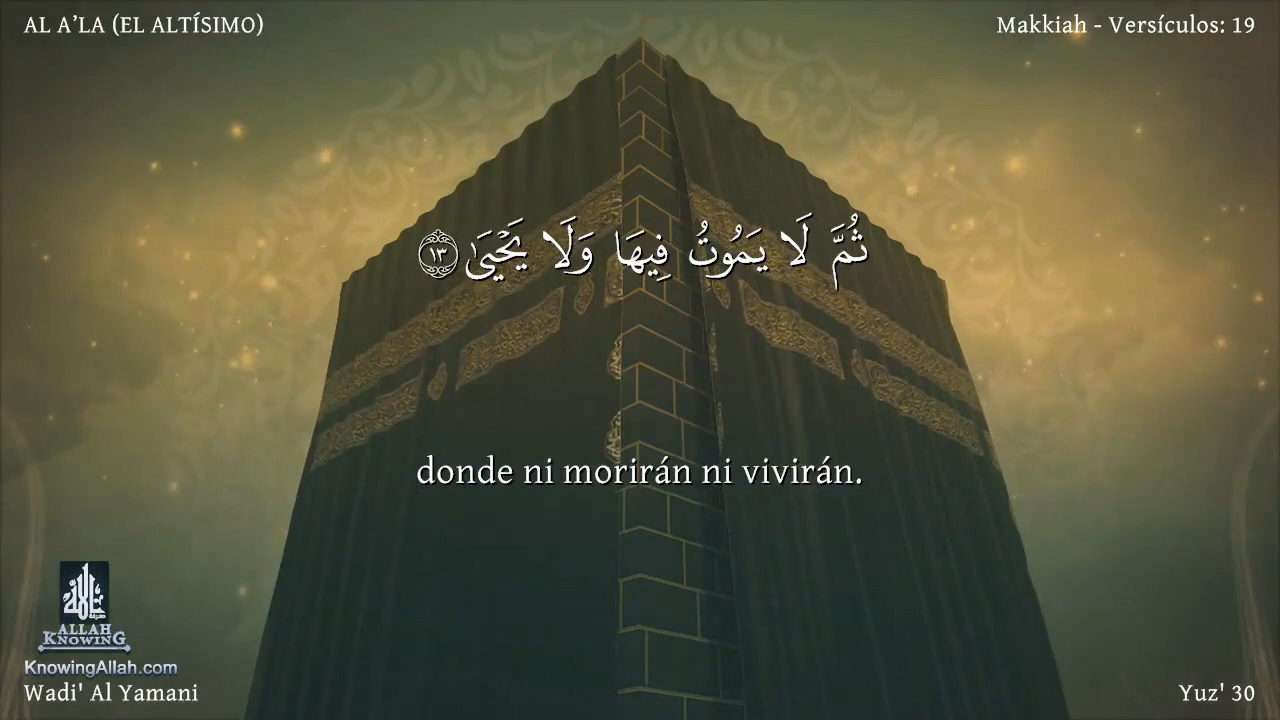 AL A’LA (EL ALTÍSIMO)
Makkiah - Versículos: 19
ثُمَّ لَا يَمُوتُ فِيهَا وَلَا يَحْيَىٰ ١٣
donde ni morirán ni vivirán.
ALLAH
KNOWING
KnowingAllah.com
Wadi' Al Yamani
Yuz' 30